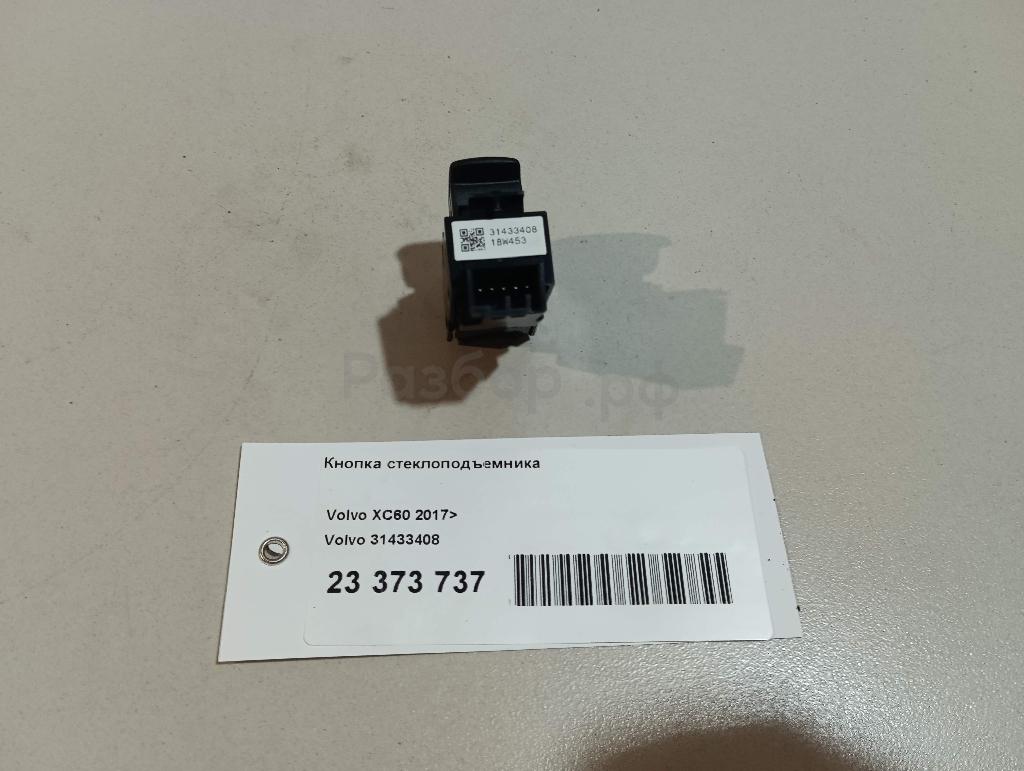 31433408
18W453
Разбор.рф
Кнопка стеклоподъемника
Volvo XC60 2017>
Volvo 31433408
23 373 737